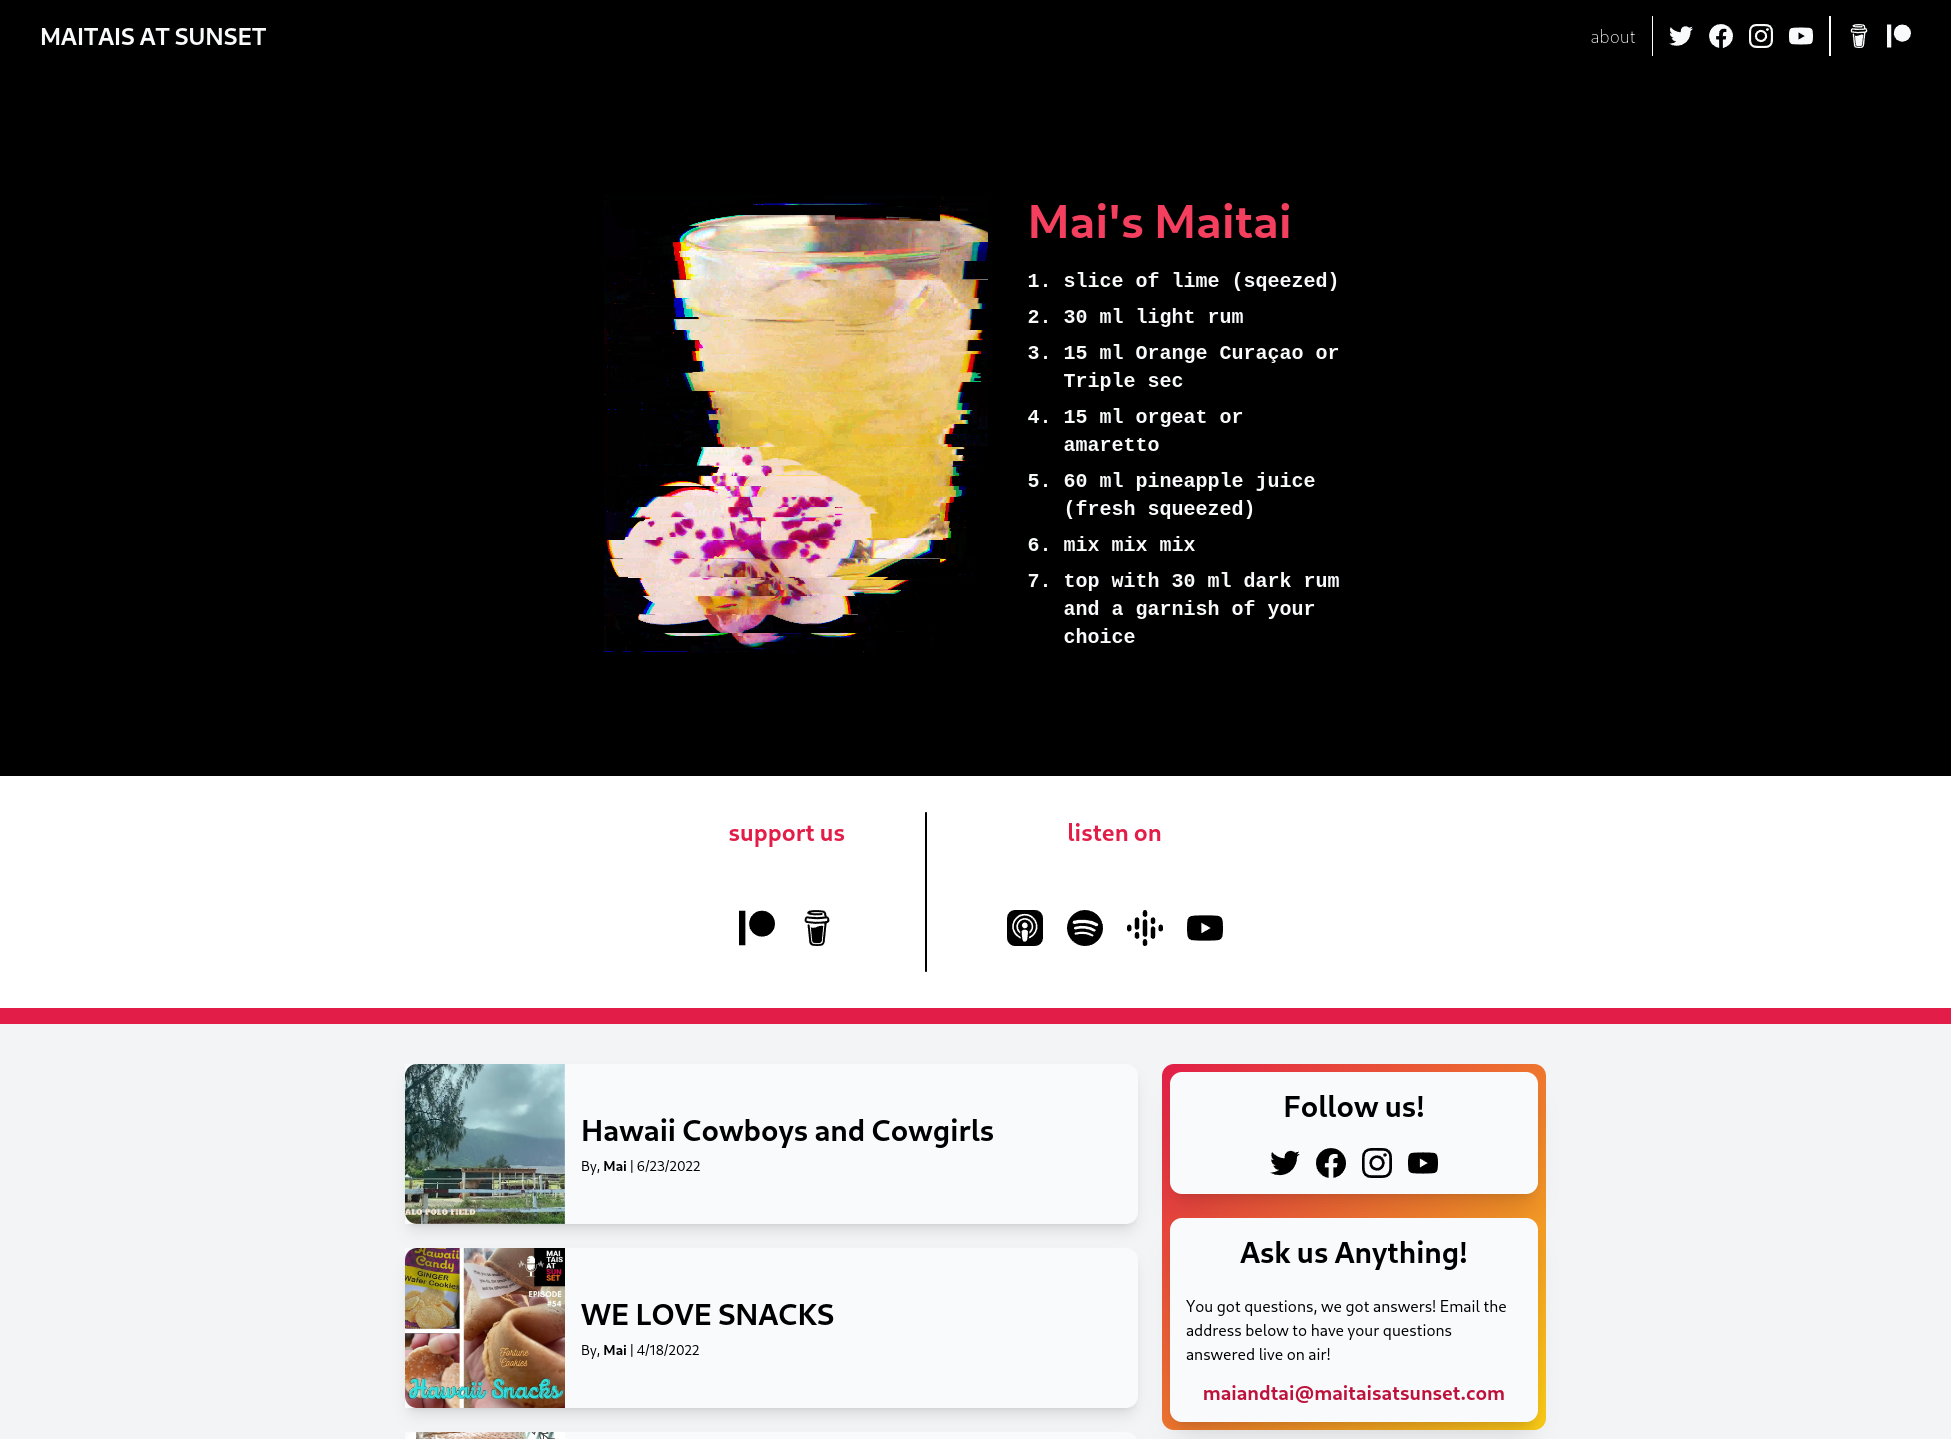 MAITAIS AT SUNSET
about
Mai's Maitai
1. slice of lime (sqeezed)
2. 30 ml light rum
3. 15 ml Orange Curaçao or
Triple sec
4. 15 ml orgeat or
amaretto
5. 60 ml pineapple juice
(fresh squeezed)
6. mix mix mix
7. top with 30 ml dark rum
and a garnish of your
choice
support us
listen on
Hawaii Cowboys and Cowgirls
By, Mai | 6/23/2022
ALO POLO FIELD
Follow us!
Hawaii
Candy
GINGER
Wafer Cookies
MAI
TAIS
AT
SUN
SET
EPISODE
#54
Fortune
Cookies
Hawaii Snacks
WE LOVE SNACKS
By, Mai | 4/18/2022
Ask us Anything!
You got questions, we got answers! Email the
address below to have your questions
answered live on air!
maiandtai@maitaisatsunset.com